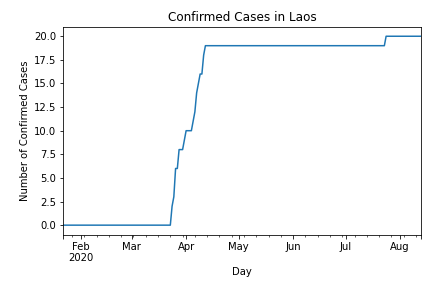 Confirmed Cases in Laos
Number of Confirmed Cases
20.0
17.5
15.0
12.5
10.0
7.5
5.0
2.5
0.0
Feb Mar Apr May Jun Jul Aug
2020
Day